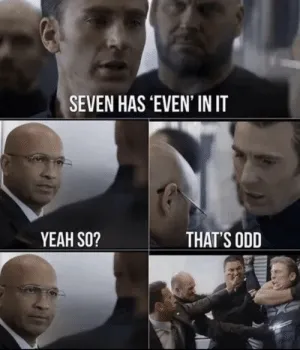 SEVEN HAS 'EVEN' IN IT
YEAH SO?
THAT'S ODD